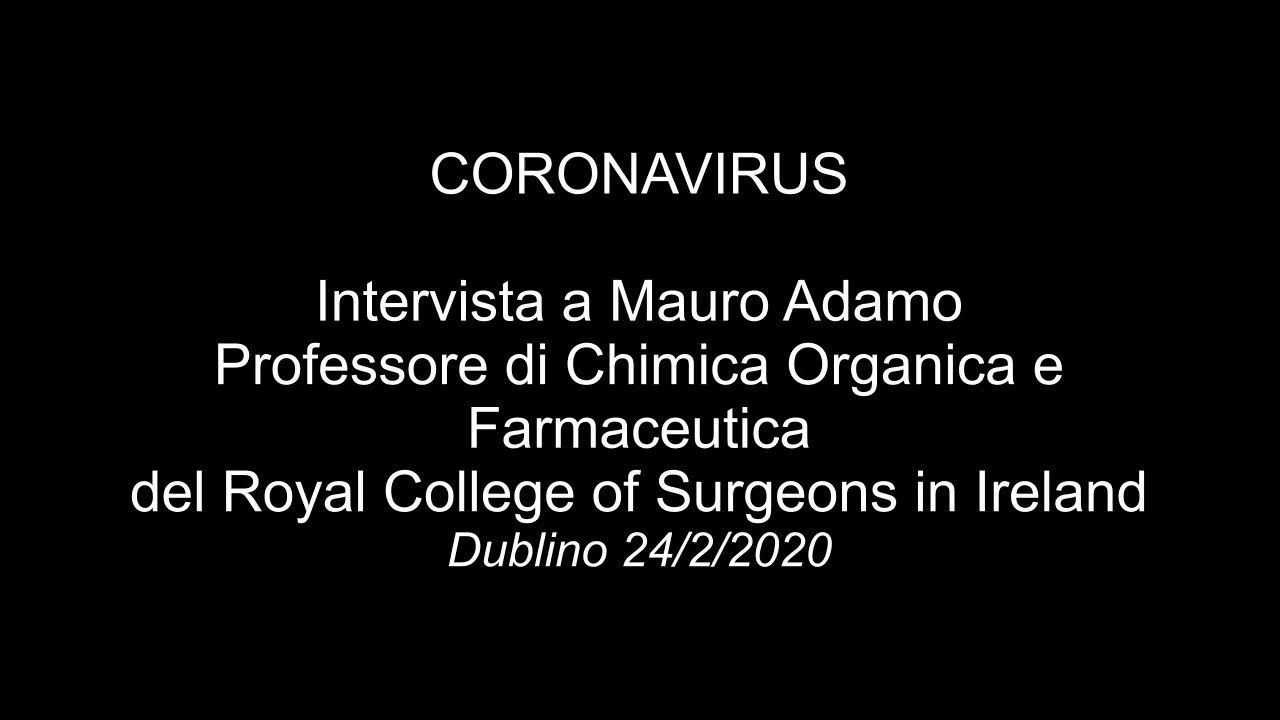 CORONAVIRUS
Intervista a Mauro Adamo
Professore di Chimica Organica e
Farmaceutica
del Royal College of Surgeons in Ireland
Dublino 24/2/2020